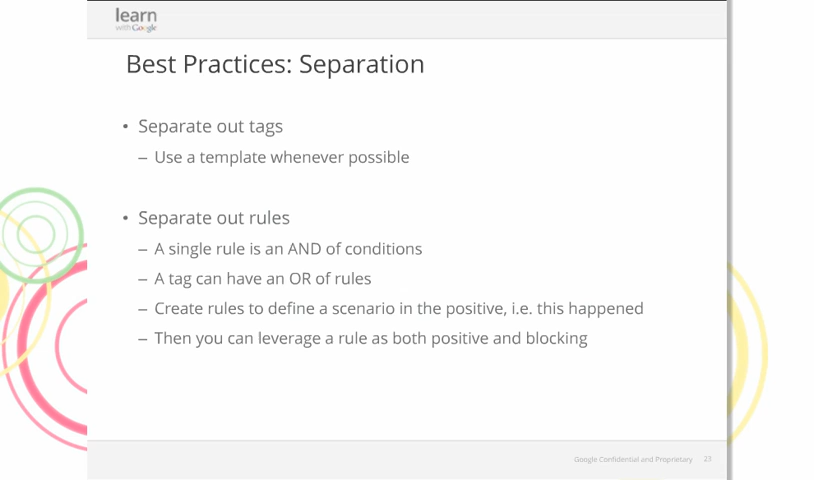 learn
with Google
Best Practices: Separation
• Separate out tags
– Use a template whenever possible
• Separate out rules
– A single rule is an AND of conditions
– A tag can have an OR of rules
– Create rules to define a scenario in the positive, i.e. this happened
– Then you can leverage a rule as both positive and blocking
Google Confidential and Proprietary 23